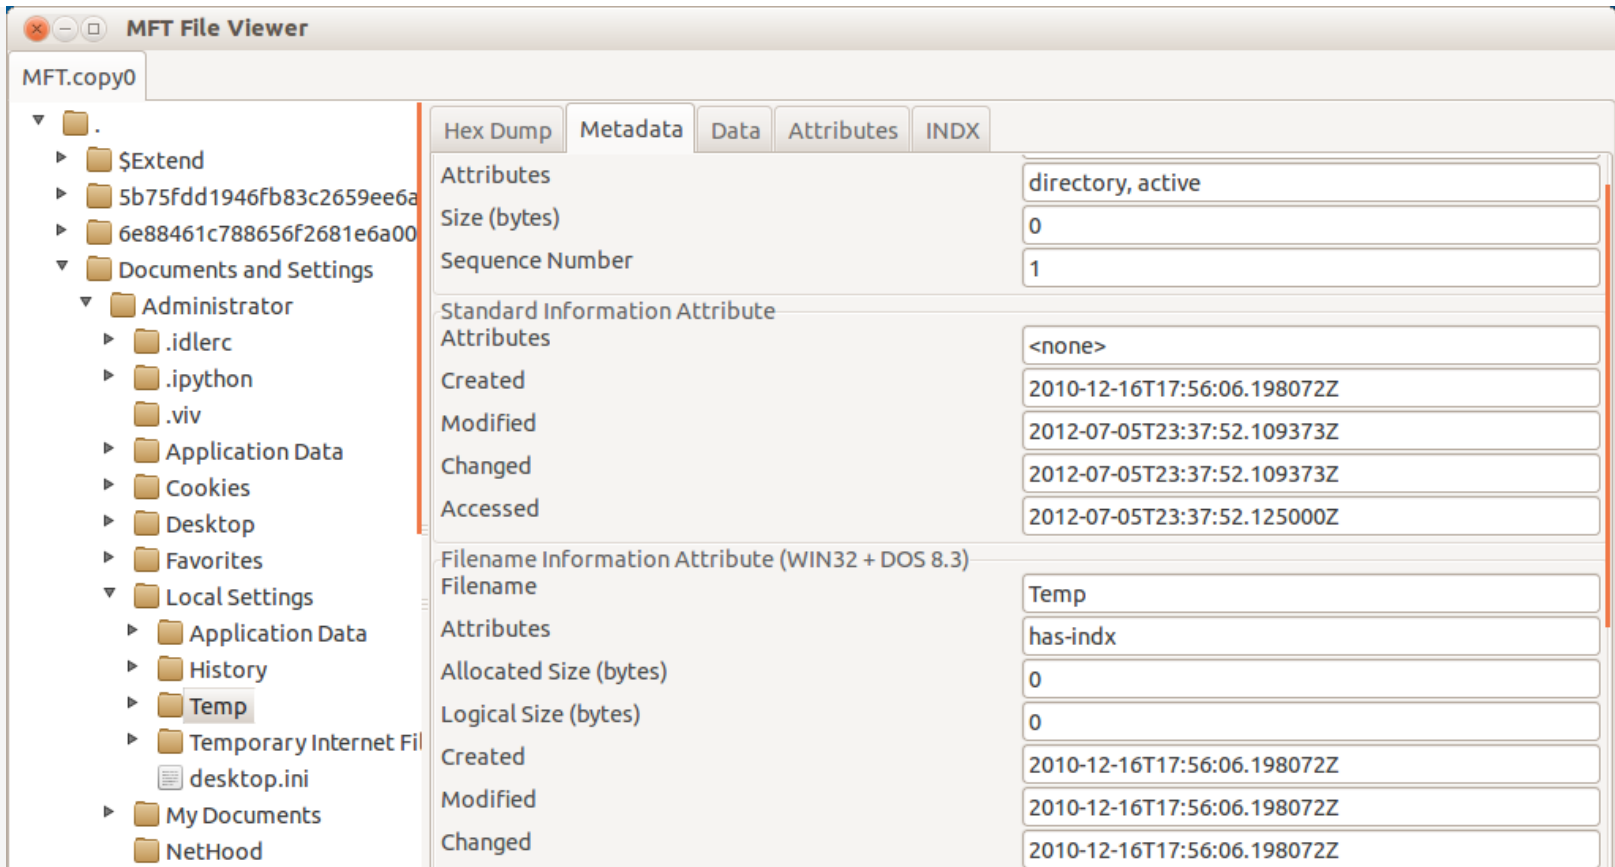 MFT File Viewer
MFT.copy0
.
$Extend
5b75fdd1946fb83c2659ee6a
6e88461c788656f2681e6a00
Documents and Settings
Administrator
.idlerc
.ipython
.viv
Application Data
Cookies
Desktop
Favorites
Local Settings
Application Data
History
Temp
Temporary Internet Fil
desktop.ini
My Documents
NetHood
Hex Dump Metadata Data Attributes INDX
Attributes directory, active
Size (bytes) 0
Sequence Number 1
Standard Information Attribute
Attributes <none>
Created 2010-12-16T17:56:06.198072Z
Modified 2012-07-05T23:37:52.109373Z
Changed 2012-07-05T23:37:52.109373Z
Accessed 2012-07-05T23:37:52.125000Z
Filename Information Attribute (WIN32 + DOS 8.3)
Filename Temp
Attributes has-indx
Allocated Size (bytes) 0
Logical Size (bytes) 0
Created 2010-12-16T17:56:06.198072Z
Modified 2010-12-16T17:56:06.198072Z
Changed 2010-12-16T17:56:06.198072Z